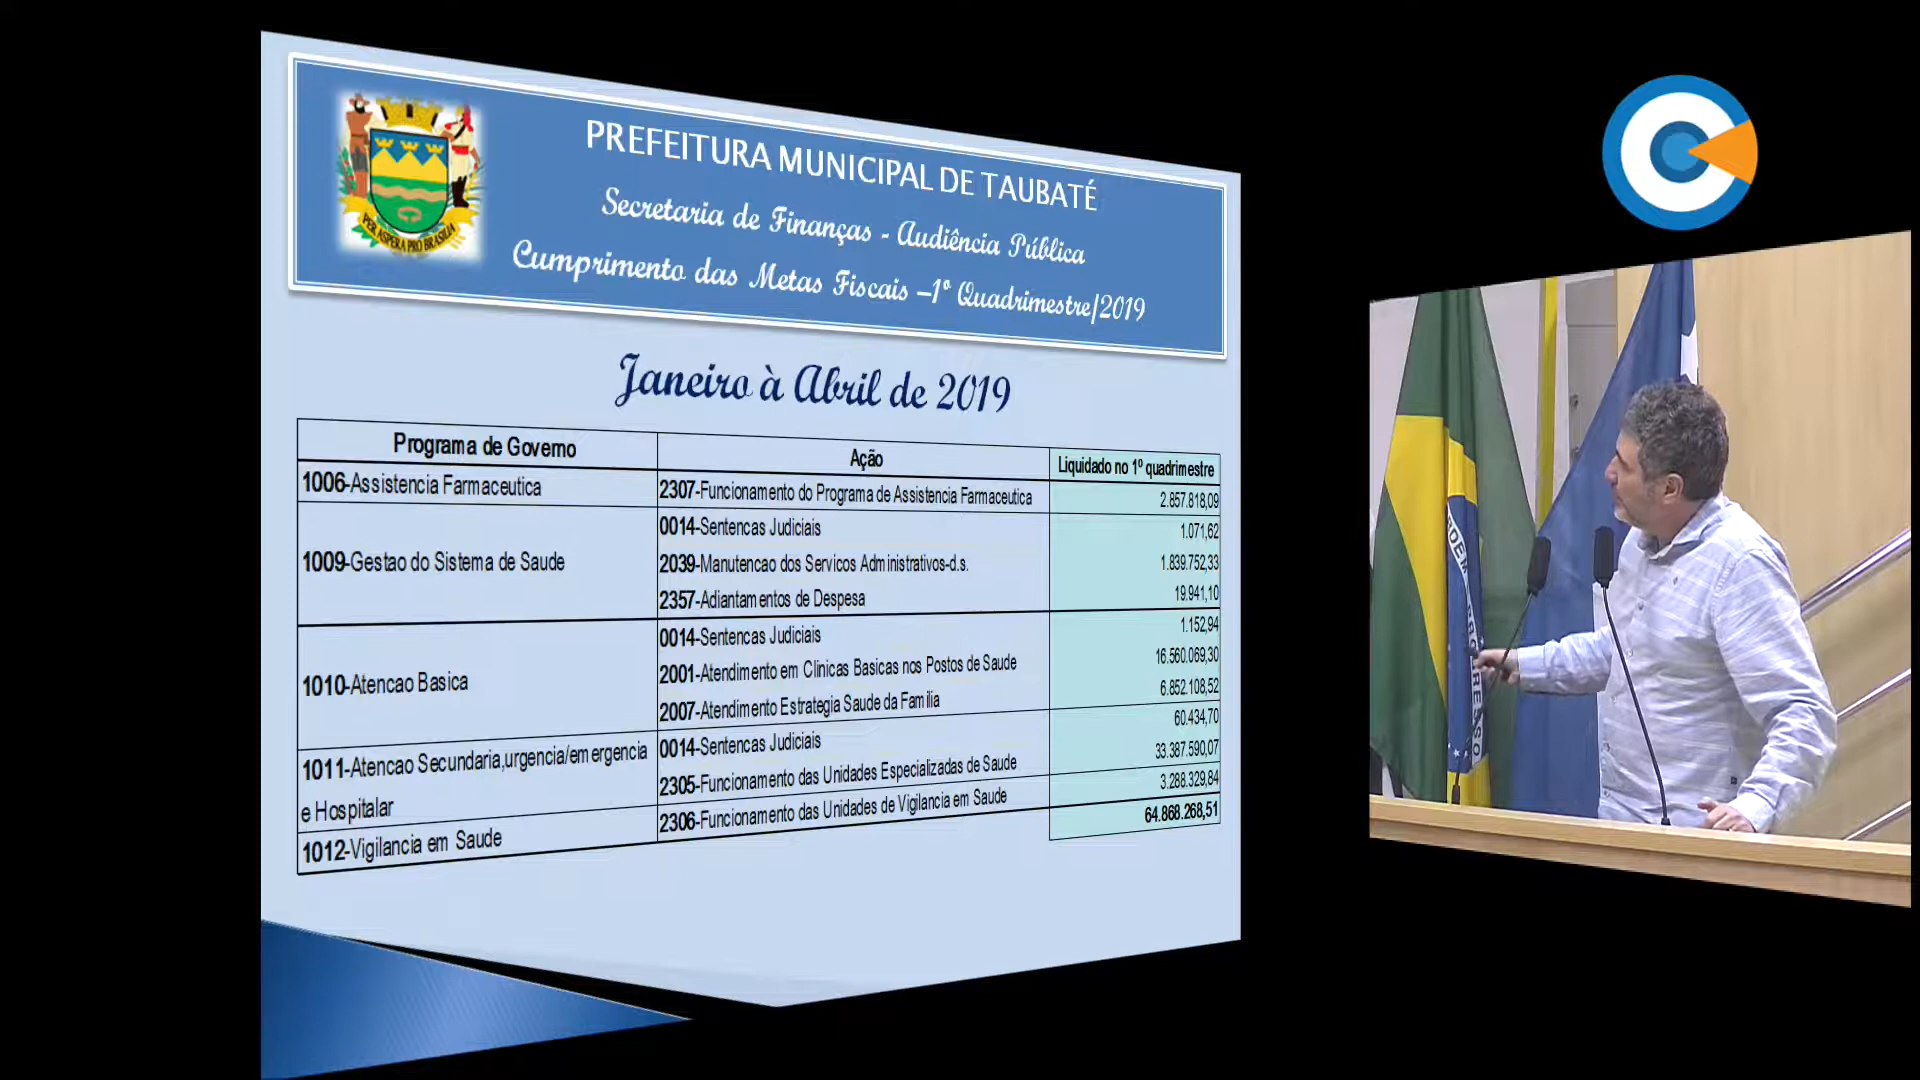 PREFEITURA MUNICIPAL DE TAUBATÉ
Secretaria de Finanças - Audiência Pública
Cumprimento das Metas Fiscais –1º Quadrimestre/2019
PER ASPERA PRO BRASILIA
Janeiro à Abril de 2019
Programa de Governo Ação Liquidado no 1º quadrimestre
1006-Assistencia Farmaceutica 2307-Funcionamento do Programa de Assistencia Farmaceutica 2.857.818,09
0014-Sentencas Judiciais 1.071,62
1009-Gestao do Sistema de Saude 2039-Manutencao dos Servicos Administrativos-d.s. 1.839.752,33
2357-Adiantamentos de Despesa 19.941,10
0014-Sentencas Judiciais 1.152,94
1010-Atencao Basica 2001-Atendimento em Clinicas Basicas nos Postos de Saude 16.560.069,30
2007-Atendimento Estrategia Saude da Familia 6.852.108,52
1011-Atencao Secundaria,urgencia/emergencia 0014-Sentencas Judiciais 60.434,70
e Hospitalar 2305-Funcionamento das Unidades Especializadas de Saude 33.387.590,07
1012-Vigilancia em Saude 2306-Funcionamento das Unidades de Vigilancia em Saude 3.288.329,84
64.868.268,51